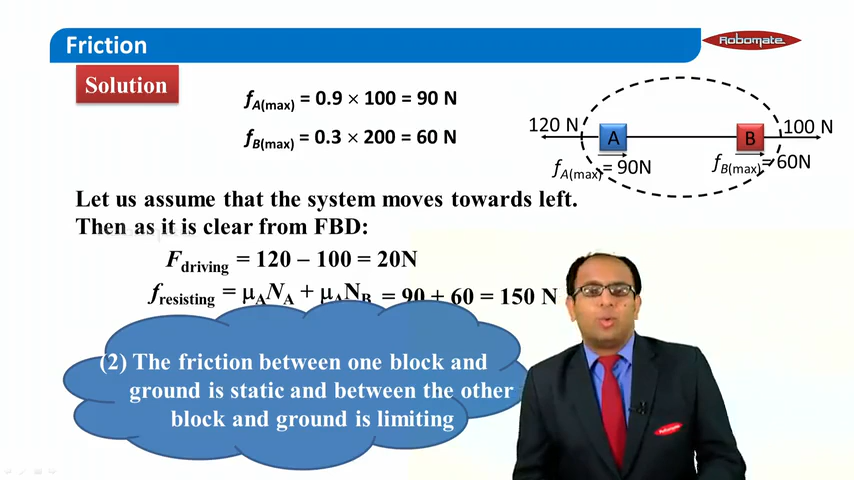 Friction
Robomate
Solution
fA(max) = 0.9 × 100 = 90 N
fB(max) = 0.3 × 200 = 60 N
120 N
A
B
100 N
fA(max) = 90N
fB(max) = 60N
Let us assume that the system moves towards left.
Then as it is clear from FBD:
Fdriving = 120 – 100 = 20N
fresisting = μANA + μANB = 90 + 60 = 150 N
(2) The friction between one block and
ground is static and between the other
block and ground is limiting
Robomate